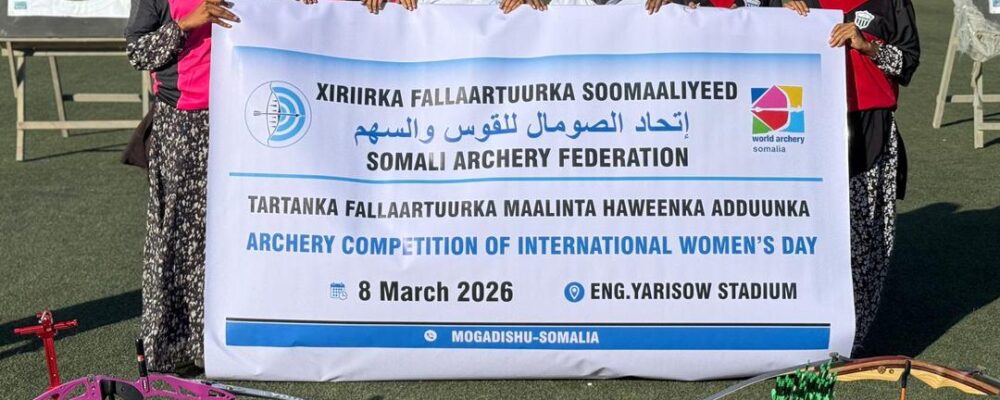 XIRIIRKA FALLAARTUURKA SOOMAALIYEED
إتحاد الصومال للقوس والسهم
SOMALI ARCHERY FEDERATION
world archery
somalia
TARTANKA FALLAARTUURKA MAALINTA HAWEENKA ADDUUNKA
ARCHERY COMPETITION OF INTERNATIONAL WOMEN'S DAY
8 March 2026
ENG.YARISOW STADIUM
MOGADISHU-SOMALIA